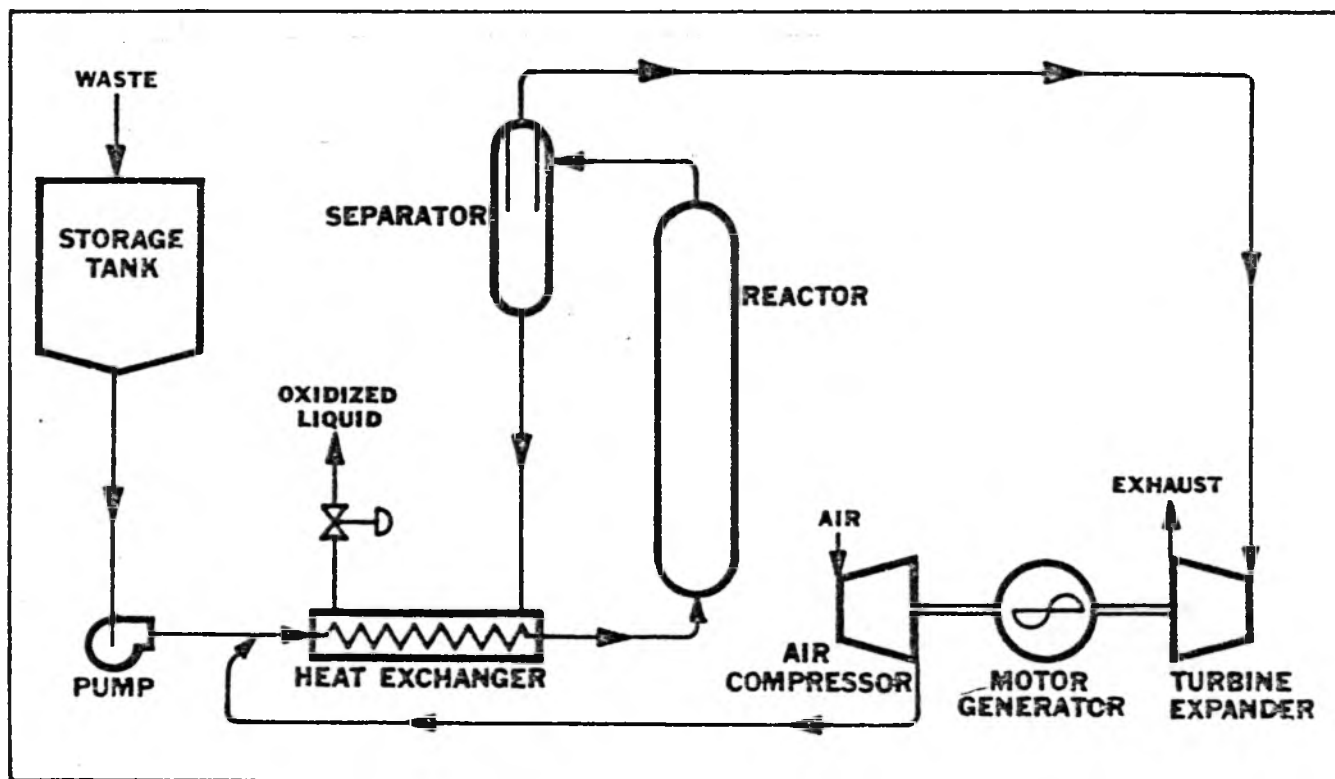 WASTE
STORAGE
TANK
SEPARATOR
REACTOR
OXIDIZED
LIQUID
EXHAUST
AIR
PUMP
HEAT EXCHANGER
AIR
COMPRESSOR
MOTOR
GENERATOR
TURBINE
EXPANDER